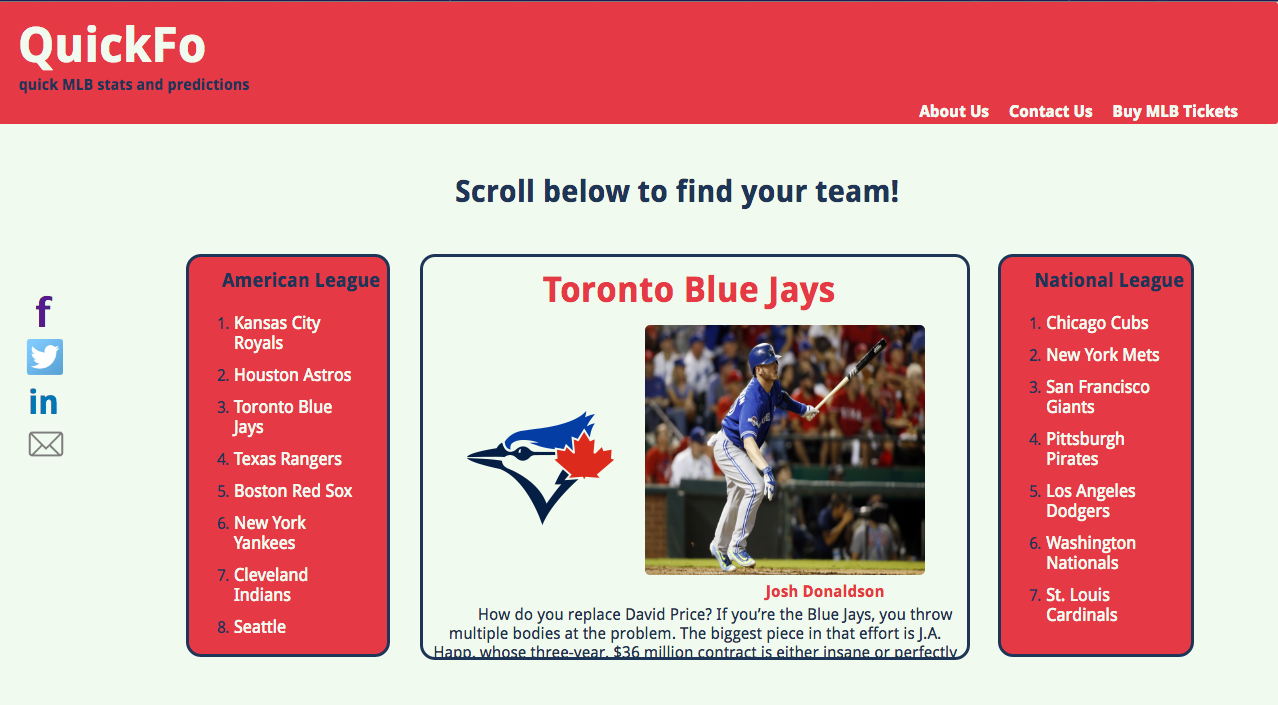 QuickFo
quick MLB stats and predictions
About Us
Contact Us
Buy MLB Tickets
Scroll below to find your team!
American League
1. Kansas City
Royals
2. Houston Astros
3. Toronto Blue
Jays
4. Texas Rangers
5. Boston Red Sox
6. New York
Yankees
7. Cleveland
Indians
8. Seattle
Toronto Blue Jays
Josh Donaldson
How do you replace David Price? If you’re the Blue Jays, you throw
multiple bodies at the problem. The biggest piece in that effort is J.A.
Happ, whose three-year, $36 million contract is either insane or perfectly
National League
1. Chicago Cubs
2. New York Mets
3. San Francisco
Giants
4. Pittsburgh
Pirates
5. Los Angeles
Dodgers
6. Washington
Nationals
7. St. Louis
Cardinals
f
in